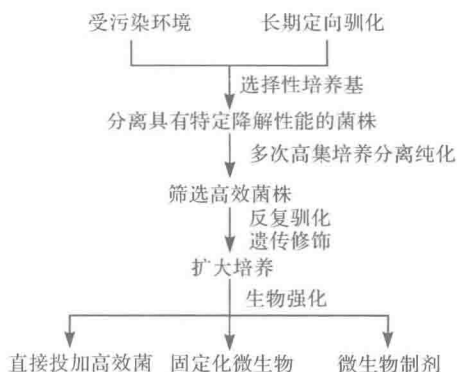 受污染环境 长期定向驯化
选择性培养基
分离具有特定降解性能的菌株
多次高集培养分离纯化
筛选高效菌株
反复驯化
遗传修饰
扩大培养
生物强化
直接投加高效菌 固定化微生物 微生物制剂